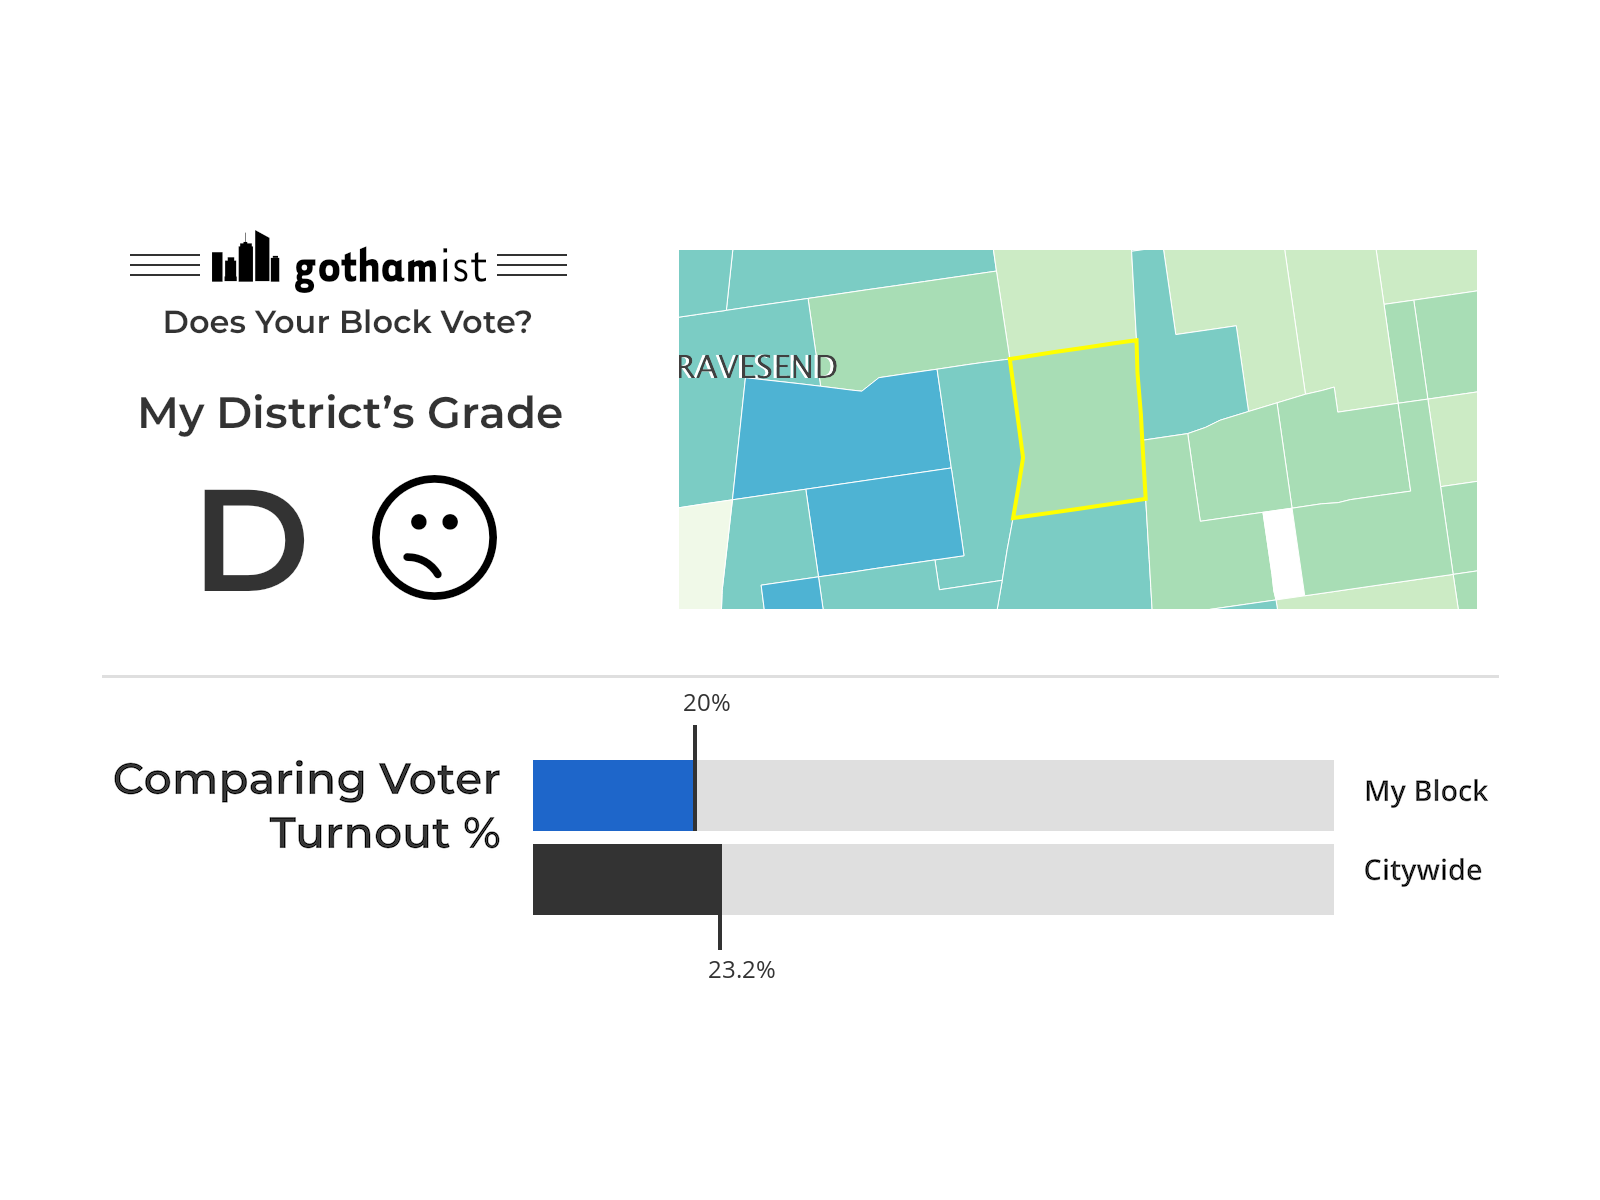 gothamist
Does Your Block Vote?
My District’s Grade
D
RAVESEND
20%
Comparing Voter
Turnout %
My Block
Citywide
23.2%